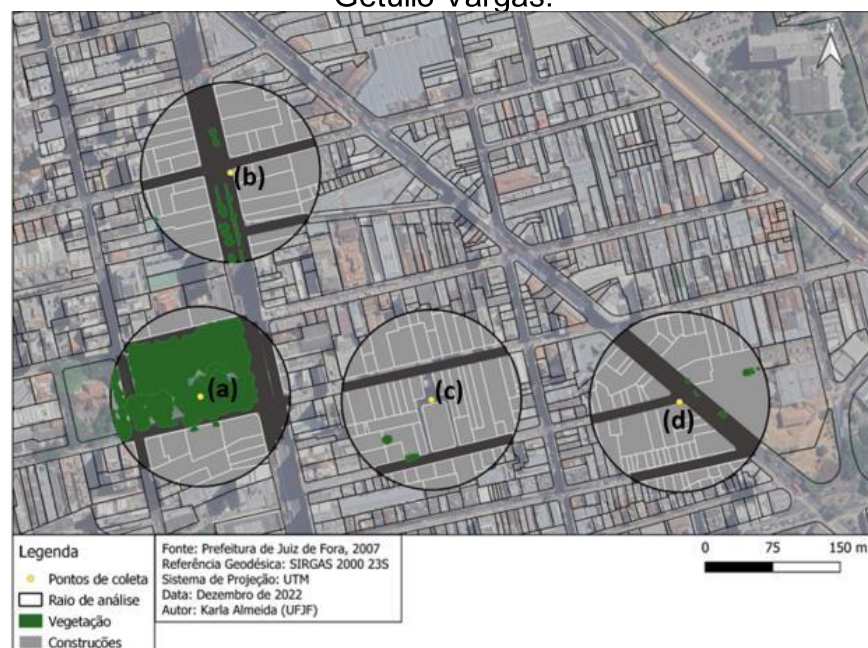 Getúlio Vargas.
N
(b)
(a)
(c)
(d)
Legenda
Pontos de coleta
Raio de análise
Vegetação
Construções
Fonte: Prefeitura de Juiz de Fora, 2007
Referência Geodésica: SIRGAS 2000 23S
Sistema de Projeção: UTM
Data: Dezembro de 2022
Autor: Karla Almeida (UFJF)
0 75 150 m